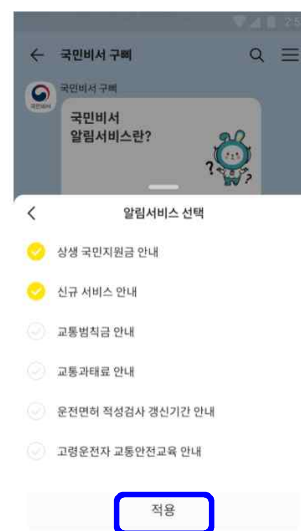 국민비서 구삐
국민비서 구삐
국민비서
국민비서
알림서비스란?
알림서비스 선택
상생 국민지원금 안내
신규 서비스 안내
교통범칙금 안내
교통과태료 안내
운전면허 적성검사 갱신기간 안내
고령운전자 교통안전교육 안내
적용